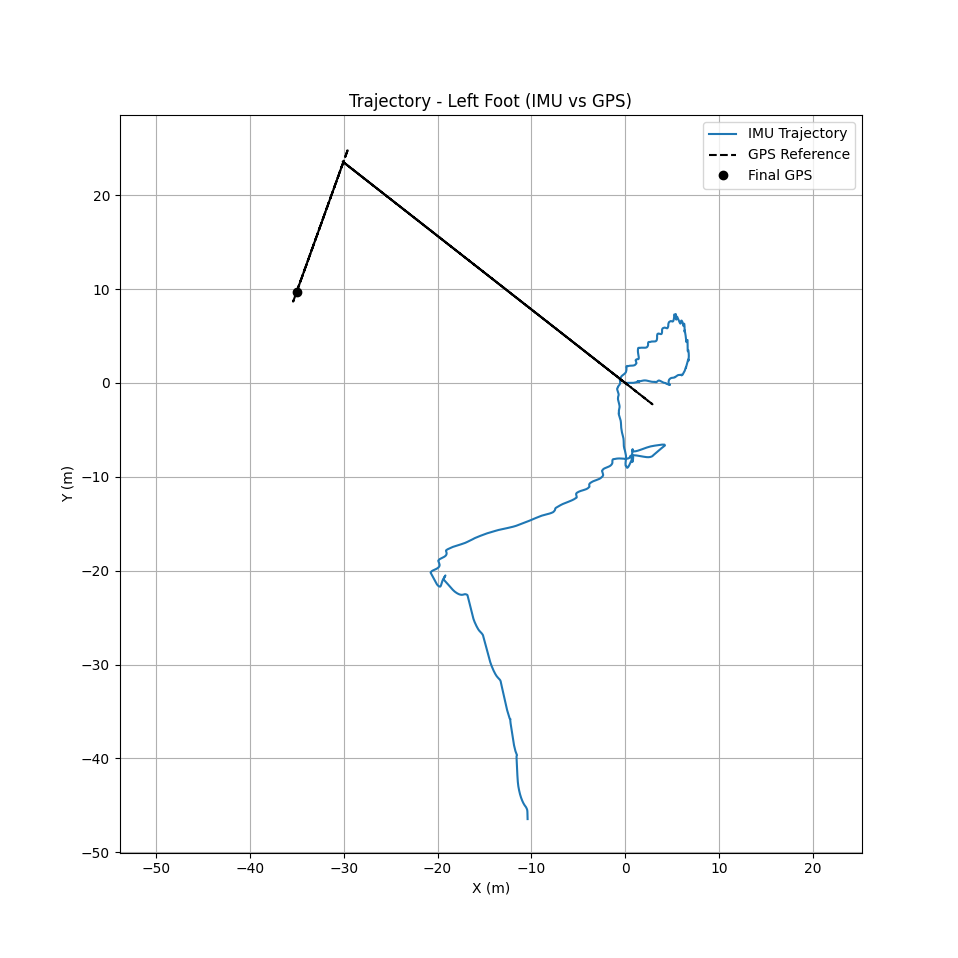 Trajectory - Left Foot (IMU vs GPS)
IMU Trajectory
GPS Reference
Final GPS
20
10
0
−10
−20
−30
−40
−50
Y (m)
−50 −40 −30 −20 −10 0 10 20
X (m)